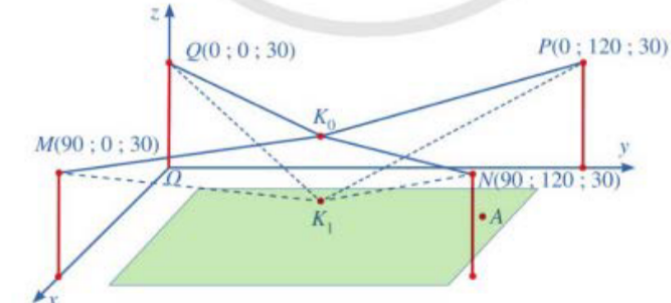 z
Q(0 ; 0 ; 30)
P(0 ; 120 ; 30)
K₀
M(90 ; 0 ; 30)
y
O
N(90 ; 120 ; 30)
K₁
A
x